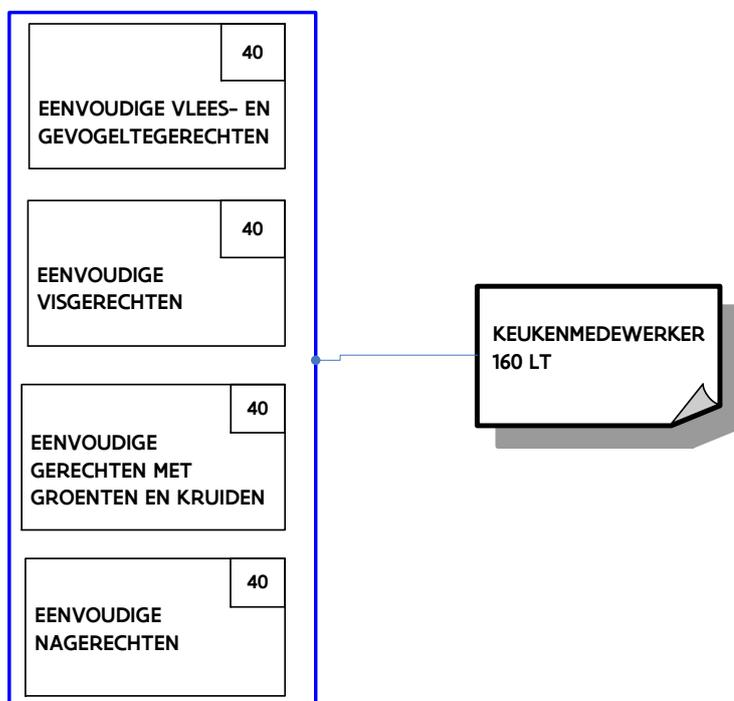 40
EENVOUDIGE VLEES- EN
GEVOGELTEGERECHTEN
40
EENVOUDIGE
VISGERECHTEN
40
EENVOUDIGE
GERECHTEN MET
GROENTEN EN KRUIDEN
40
EENVOUDIGE
NAGERECHTEN
KEUKENMEDEWERKER
160 LT